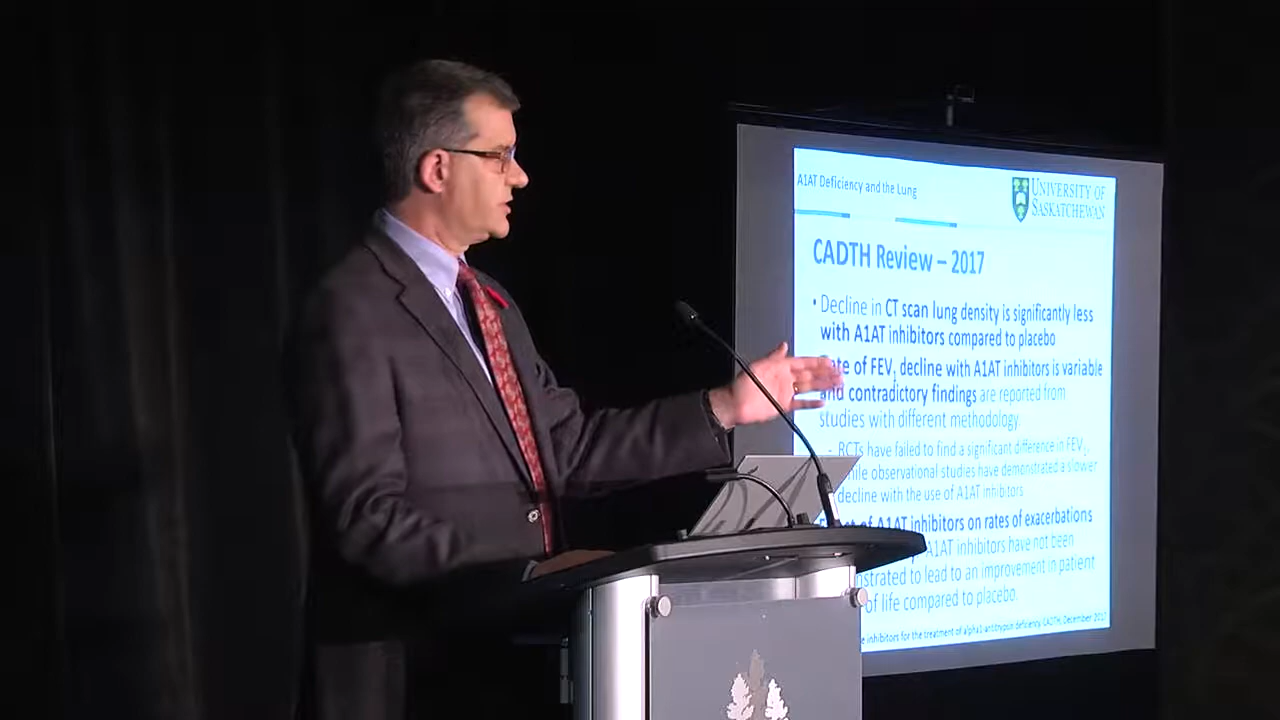 A1AT Deficiency and the Lung
UNIVERSITY OF
SASKATCHEWAN
CADTH Review – 2017
• Decline in CT scan lung density is significantly less
with A1AT inhibitors compared to placebo
of FEV1 decline with A1AT inhibitors is variable
and contradictory findings are reported from
studies with different methodology
- RCTs have failed to find a significant difference in FEV1,
while observational studies have demonstrated a slower
decline with the use of A1AT inhibitors
of A1AT inhibitors on rates of exacerbations
A1AT inhibitors have not been
to lead to an improvement in patient
of life compared to placebo.
inhibitors for the treatment of alpha1-antitrypsin deficiency. CADTH, December 2017